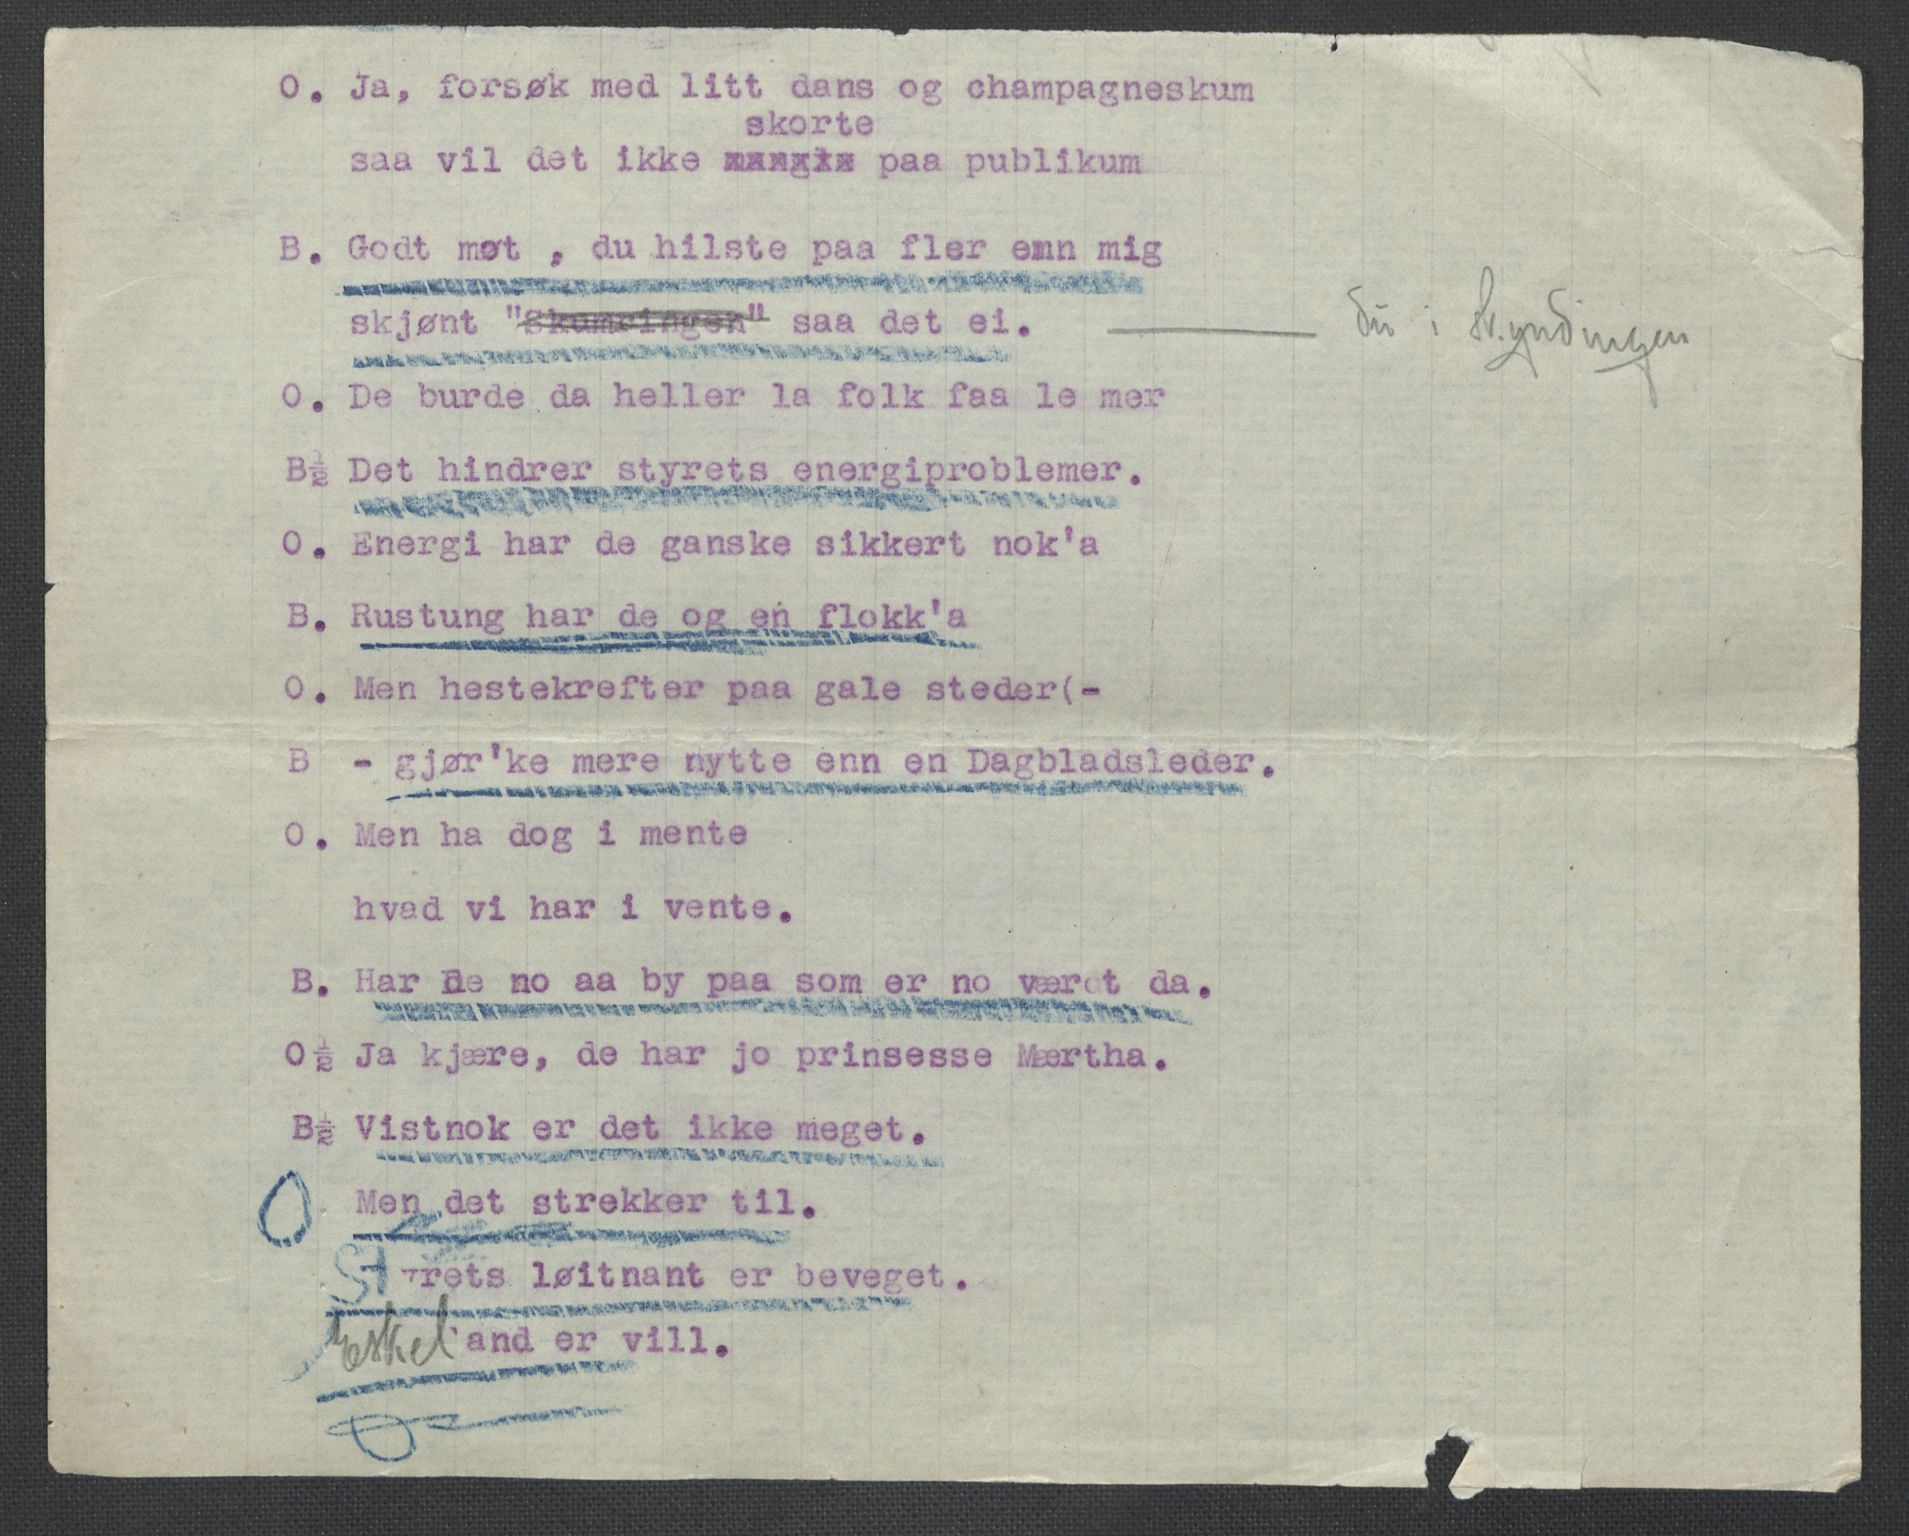 O. Ja, forsøk med litt dans og champagneskum
skorte
saa vil det ikke paa publikum
B. Godt møt , du hilste paa fler emn mig
skjønt "Skumringen" saa det ei. du i
O. De burde da heller la folk faa le mer
B½ Det hindrer styrets energiproblemer.
O. Energi har de ganske sikkert nok'a
B. Rustung har de og en flokk'a
O. Men hestekrefter paa gale steder(-
B - gjør'ke mere nytte enn en Dagbladsleder.
O. Men ha dog i mente
hvad vi har i vente.
B. Har De no aa by paa som er no været da.
O½ Ja kjære, de har jo prinsesse Mærtha.
B½ Vistnok er det ikke meget.
O. Men det strekker til.
Styrets løitnant er beveget.
Eskeland er vill.